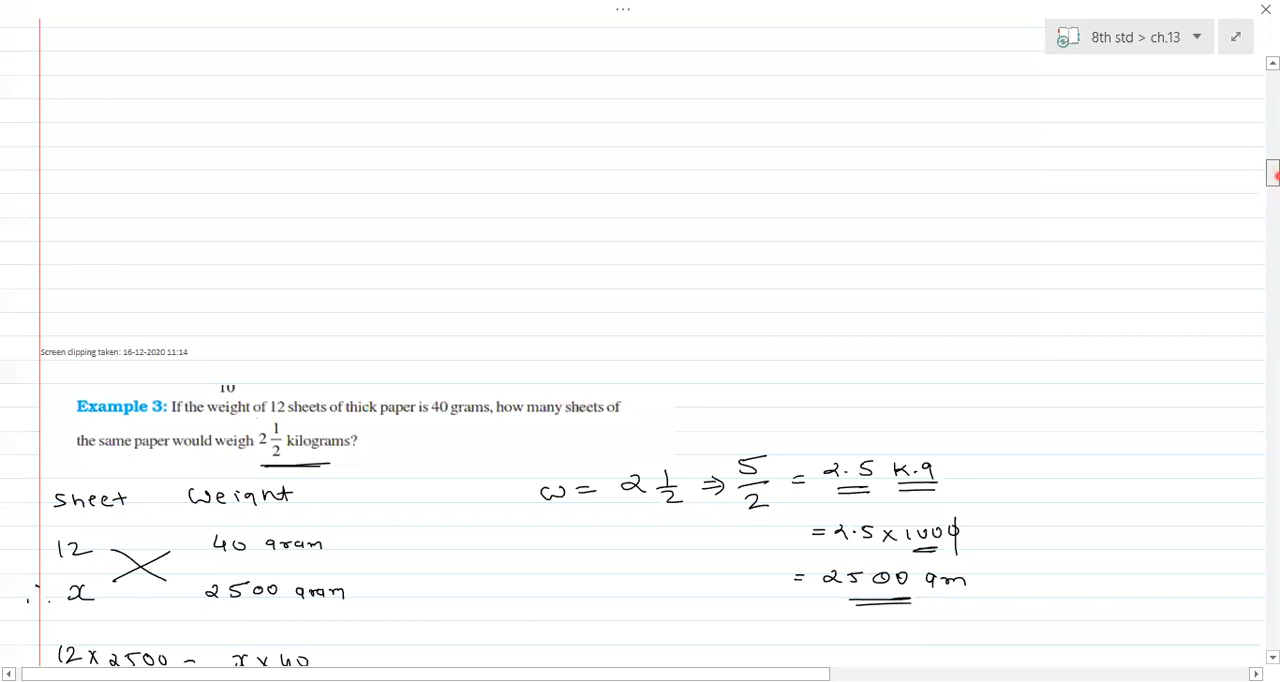 8th std > ch.13
Screen clipping taken: 16-12-2020 11:14
10
Example 3: If the weight of 12 sheets of thick paper is 40 grams, how many sheets of
the same paper would weigh 2 1/2 kilograms?
Sheet Weight
12 40 gram
∴ x 2500 gram
12 × 2500 = x × 40
ω = 2 1/2 ⇒ 5/2 = 2.5 K.g
= 2.5 × 1000
= 2500 gm